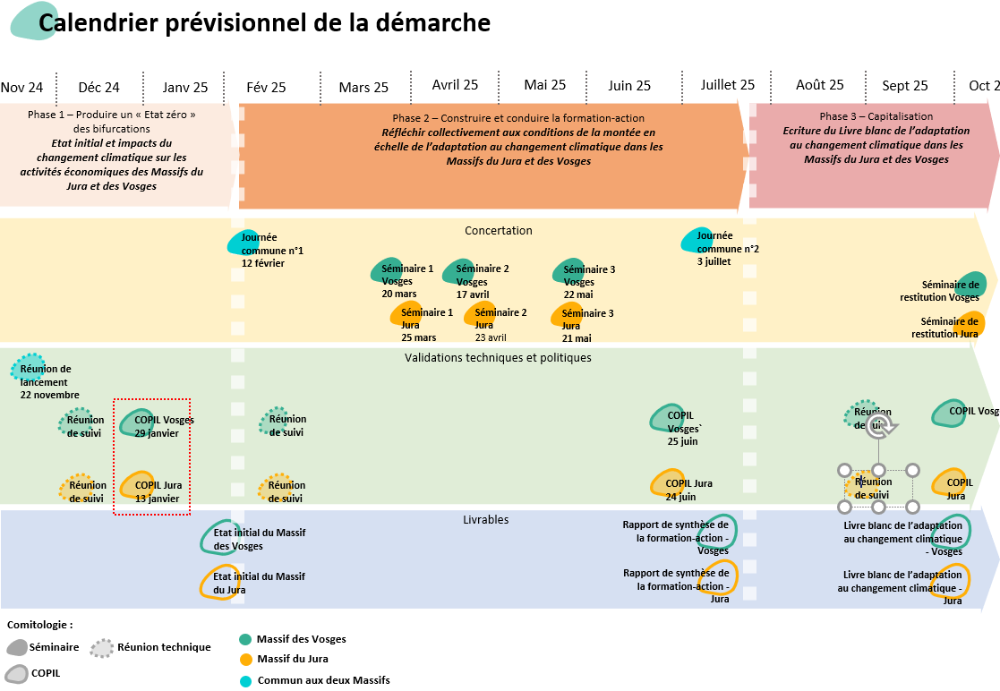 Calendrier prévisionnel de la démarche
Nov 24
Déc 24
Janv 25
Fév 25
Mars 25
Avril 25
Mai 25
Juin 25
Juillet 25
Août 25
Sept 25
Oct 2
Phase 1 – Produire un « Etat zéro »
des bifurcations
Etat initial et impacts du
changement climatique sur les
activités économiques des Massifs du
Jura et des Vosges
Phase 2 – Construire et conduire la formation-action
Réfléchir collectivement aux conditions de la montée en
échelle de l’adaptation au changement climatique dans les
Massifs du Jura et des Vosges
Phase 3 – Capitalisation
Ecriture du Livre blanc de l’adaptation
au changement climatique dans les
Massifs du Jura et des Vosges
Concertation
Journée
commune n°1
12 février
Journée
commune n°2
3 juillet
Séminaire 1
Vosges
20 mars
Séminaire 2
Vosges
17 avril
Séminaire 3
Vosges
22 mai
Séminaire de
restitution Vosges
Séminaire 1
Jura
25 mars
Séminaire 2
Jura
23 avril
Séminaire 3
Jura
21 mai
Séminaire de
restitution Jura
Validations techniques et politiques
Réunion de
lancement
22 novembre
Réunion
de suivi
COPIL Vosges
29 janvier
Réunion
de suivi
COPIL
Vosges`
25 juin
Réunion
de suivi
COPIL Vosg
Réunion
de suivi
COPIL Jura
13 janvier
Réunion
de suivi
COPIL Jura
24 juin
Réunion
de suivi
COPIL
Jura
Livrables
Etat initial du Massif
des Vosges
Rapport de synthèse de
la formation-action -
Vosges
Livre blanc de l’adaptation
au changement climatique
- Vosges
Etat initial du Massif
du Jura
Rapport de synthèse de
la formation-action -
Jura
Livre blanc de l’adaptation
au changement climatique -
Jura
Comitologie :
Séminaire
Réunion technique
COPIL
Massif des Vosges
Massif du Jura
Commun aux deux Massifs